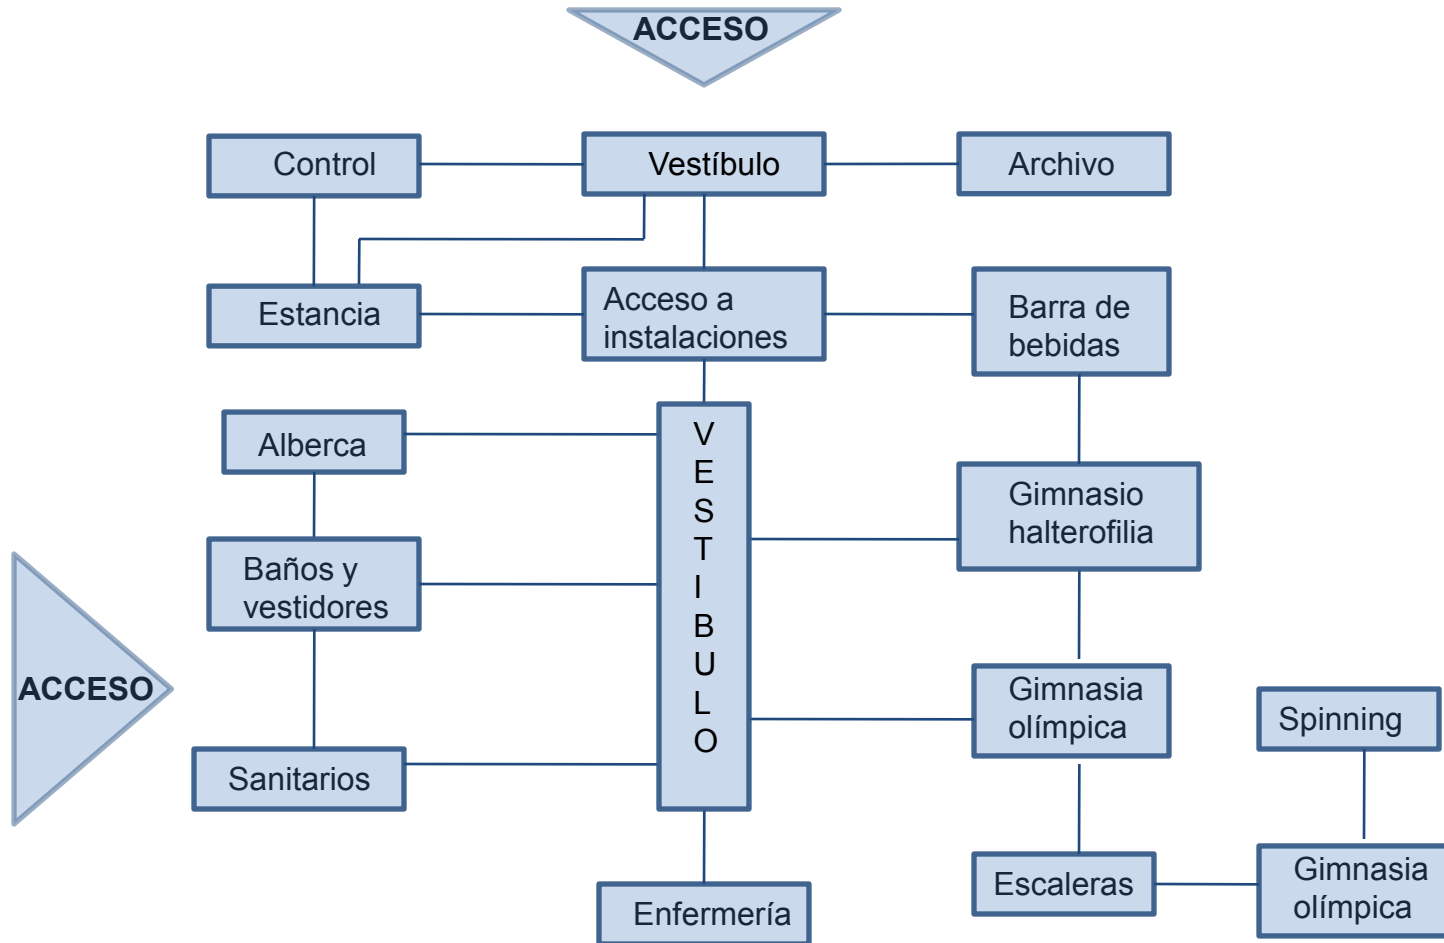 ACCESO
Control
Vestíbulo
Archivo
Estancia
Acceso a
instalaciones
Barra de
bebidas
Alberca
V
E
S
T
I
B
U
L
O
Gimnasio
halterofilia
Baños y
vestidores
ACCESO
Gimnasia
olímpica
Spinning
Sanitarios
Escaleras
Gimnasia
olímpica
Enfermería